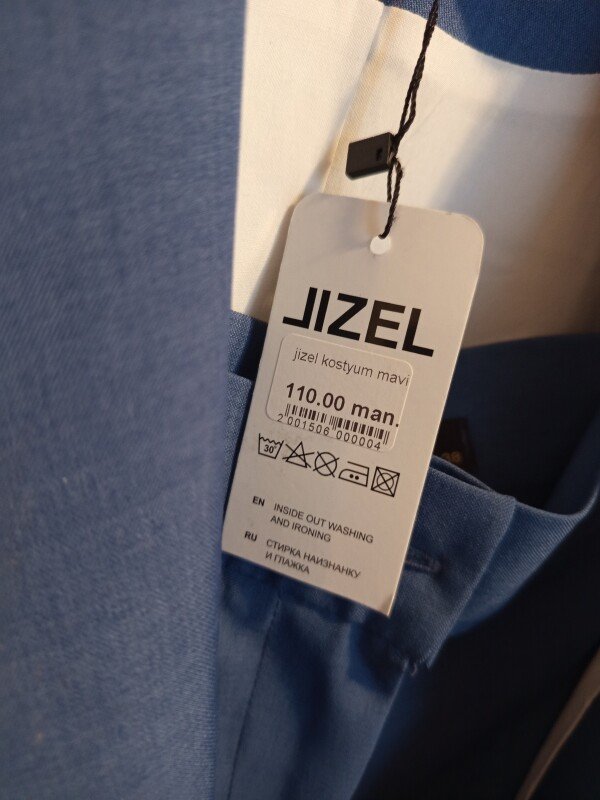 JIZEL
jizel kostyum mavi
110.00 man.
2 001506 000004
30°
EN INSIDE OUT WASHING
AND IRONING
RU СТИРКА НАИЗНАНКУ
И ГЛАЖКА